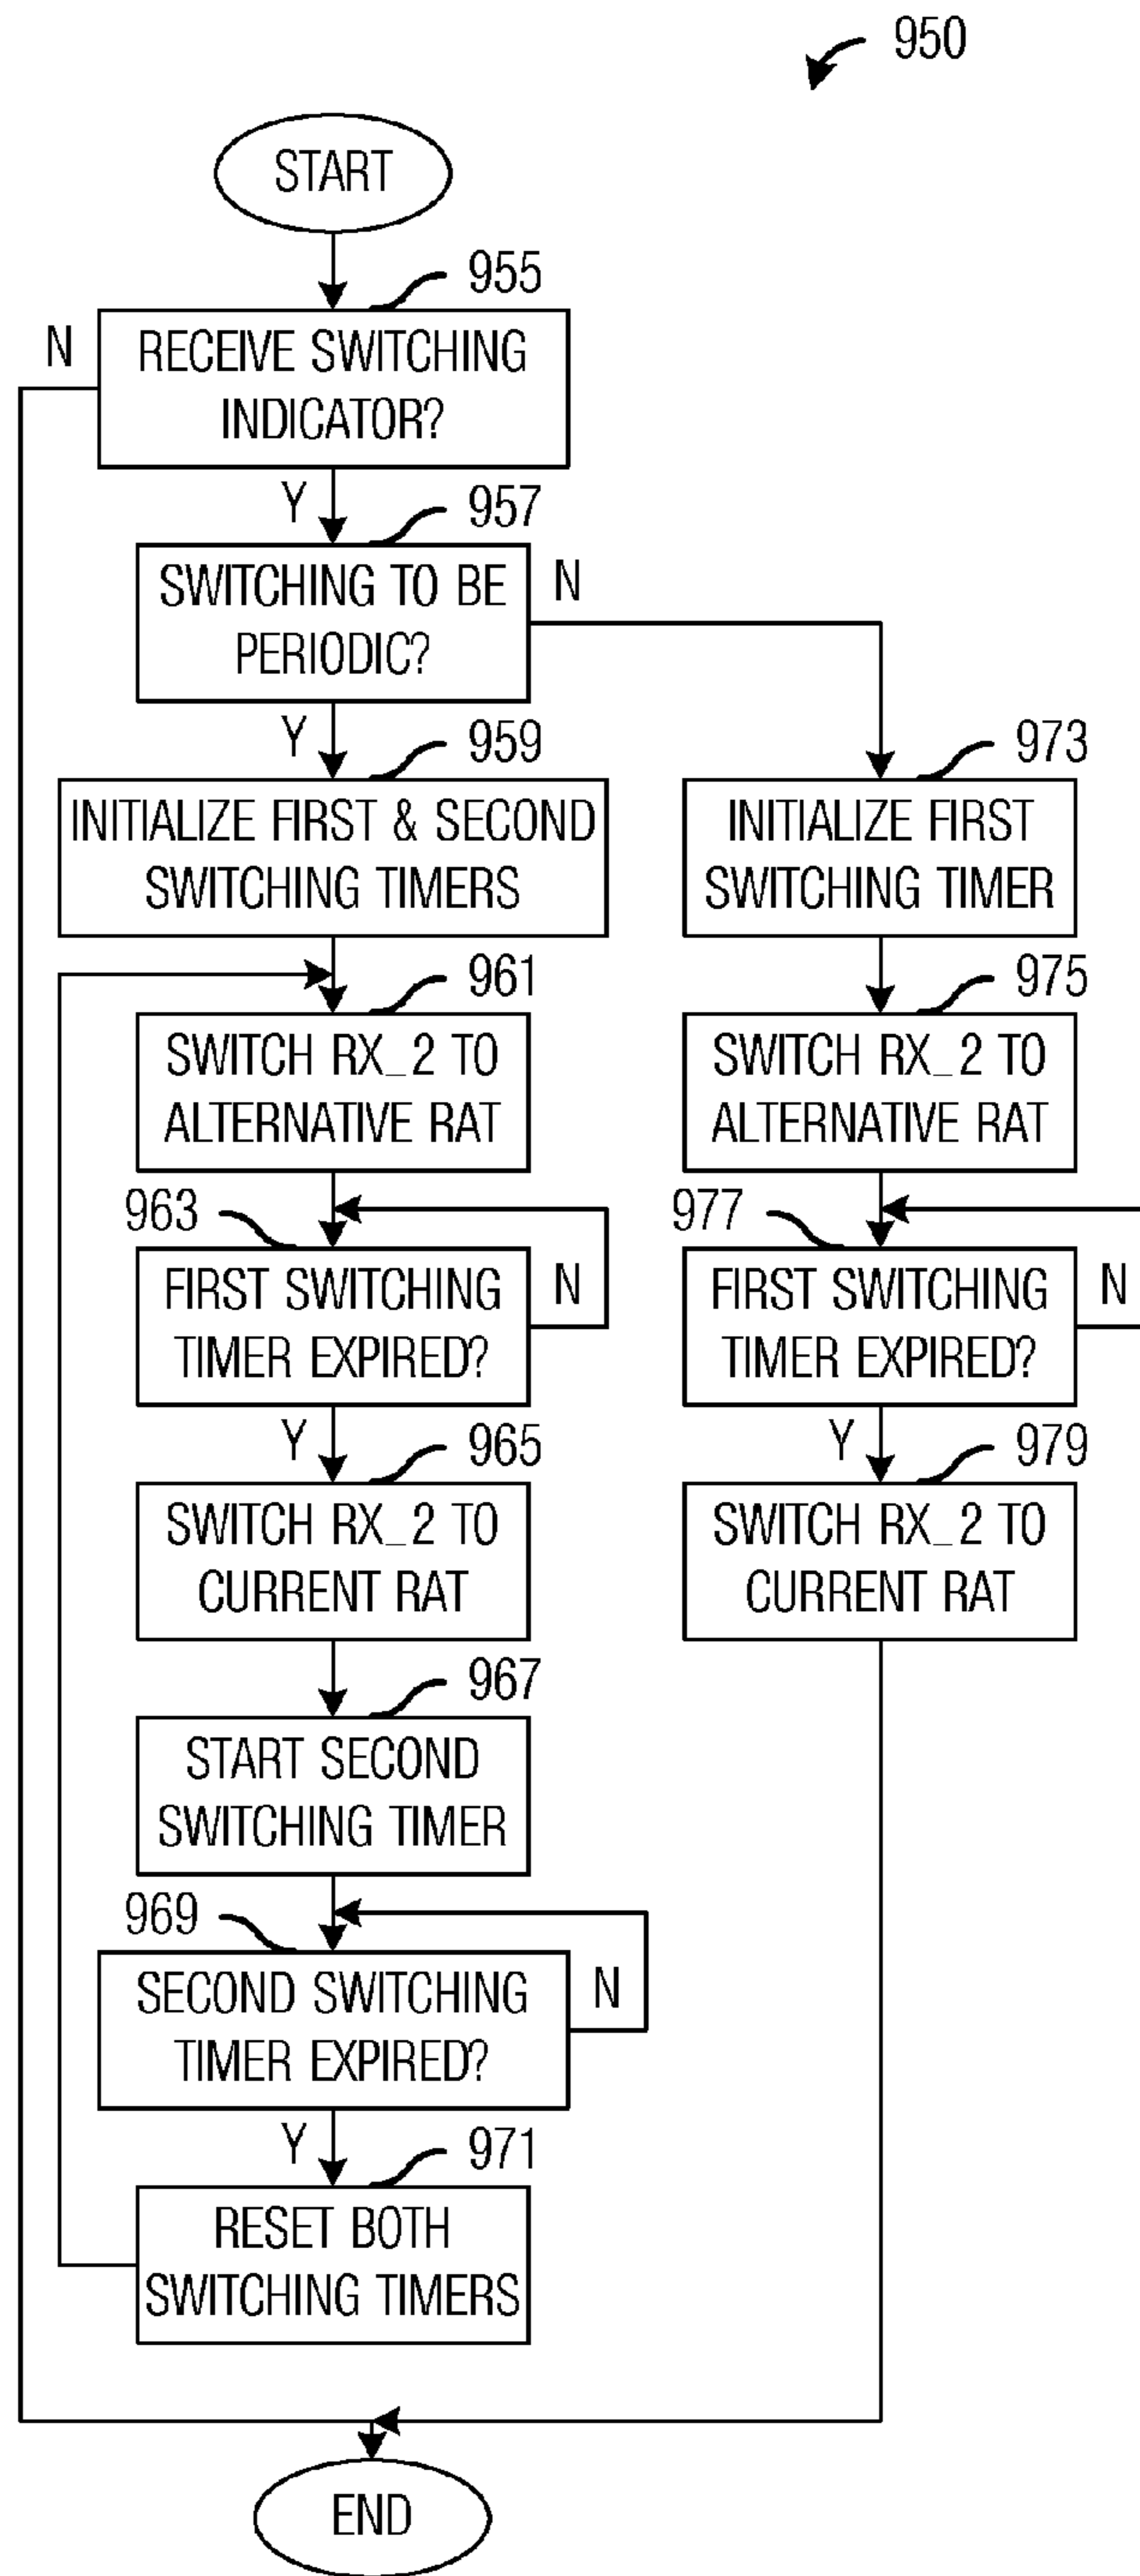 950
START
955
N
RECEIVE SWITCHING
INDICATOR?
Y
957
SWITCHING TO BE
PERIODIC?
N
Y
959
INITIALIZE FIRST & SECOND
SWITCHING TIMERS
973
INITIALIZE FIRST
SWITCHING TIMER
961
SWITCH RX_2 TO
ALTERNATIVE RAT
975
SWITCH RX_2 TO
ALTERNATIVE RAT
963
FIRST SWITCHING
TIMER EXPIRED?
N
977
FIRST SWITCHING
TIMER EXPIRED?
N
Y
965
SWITCH RX_2 TO
CURRENT RAT
Y
979
SWITCH RX_2 TO
CURRENT RAT
967
START SECOND
SWITCHING TIMER
969
SECOND SWITCHING
TIMER EXPIRED?
N
Y
971
RESET BOTH
SWITCHING TIMERS
END